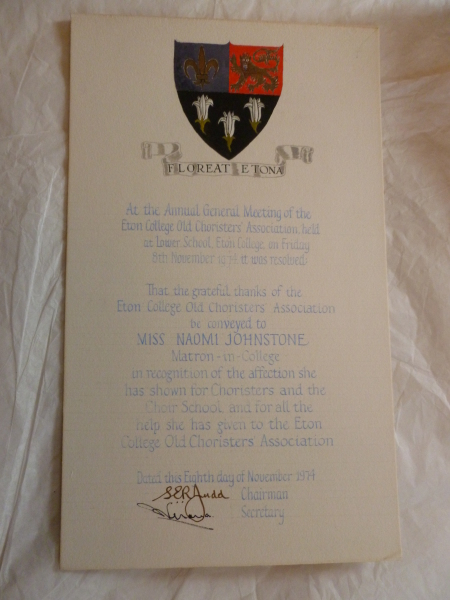 FLOREAT ETONA
At the Annual General Meeting of the
Eton College Old Choristers' Association, held
at Lower School, Eton College on Friday
8th November 1974 it was resolved
That the grateful thanks of the
Eton College Old Choristers' Association
be conveyed to
MISS NAOMI JOHNSTONE
Matron-in-College
in recognition of the affection she
has shown for Choristers and the
Choir School and for all the
help she has given to the Eton
College Old Choristers Association
Dated this Eighth day of November 1974
S.E.R. Judd Chairman
Secretary